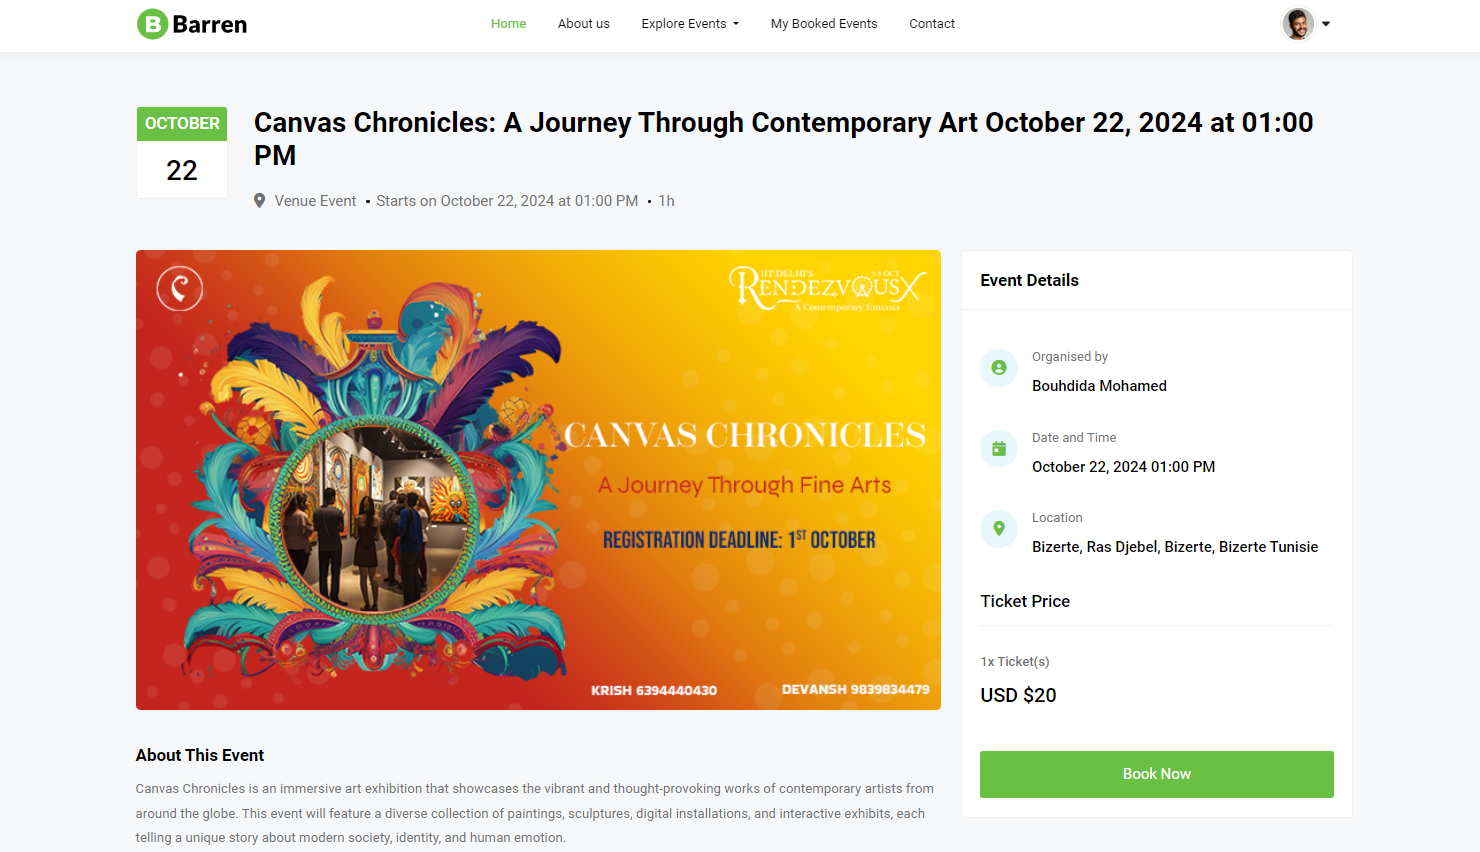 Barren
Home
About us
Explore Events
My Booked Events
Contact
OCTOBER
22
Canvas Chronicles: A Journey Through Contemporary Art October 22, 2024 at 01:00
PM
Venue Event • Starts on October 22, 2024 at 01:00 PM • 1h
IIT DELHI'S
RENDEZVOUS X
A Contemporary Fantasia
CANVAS CHRONICLES
A Journey Through Fine Arts
REGISTRATION DEADLINE: 1ST OCTOBER
KRISH 6394440430
DEVANSH 9839834479
Event Details
Organised by
Bouhdida Mohamed
Date and Time
October 22, 2024 01:00 PM
Location
Bizerte, Ras Djebel, Bizerte, Bizerte Tunisie
Ticket Price
1x Ticket(s)
USD $20
Book Now
About This Event
Canvas Chronicles is an immersive art exhibition that showcases the vibrant and thought-provoking works of contemporary artists from
around the globe. This event will feature a diverse collection of paintings, sculptures, digital installations, and interactive exhibits, each
telling a unique story about modern society, identity, and human emotion.